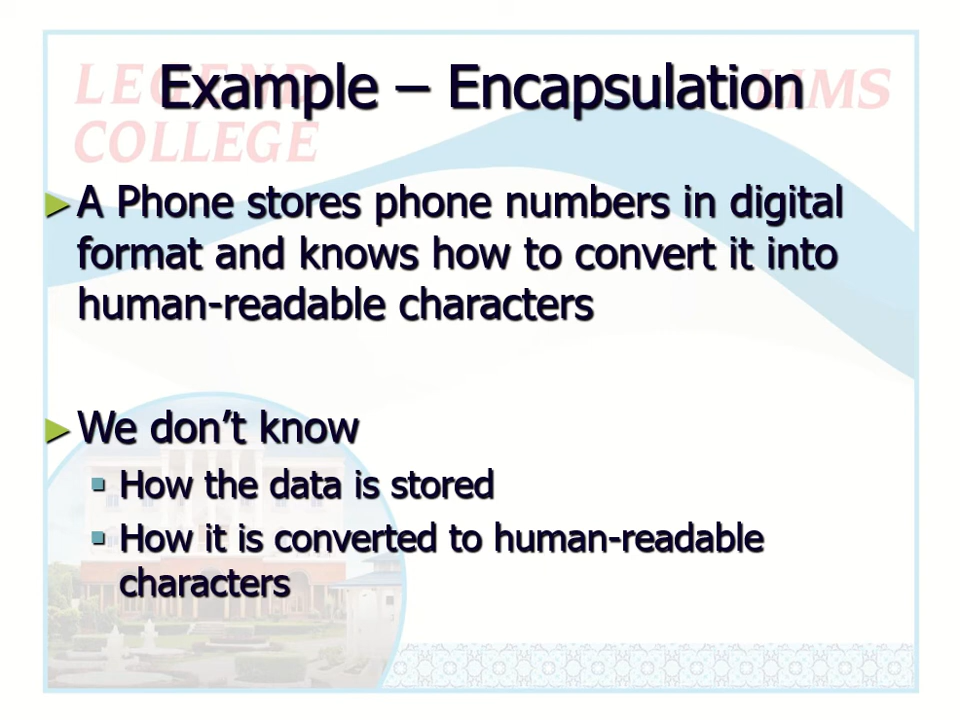 LEGEND
COLLEGE
Example – Encapsulation
► A Phone stores phone numbers in digital
format and knows how to convert it into
human-readable characters
► We don’t know
▪ How the data is stored
▪ How it is converted to human-readable
characters